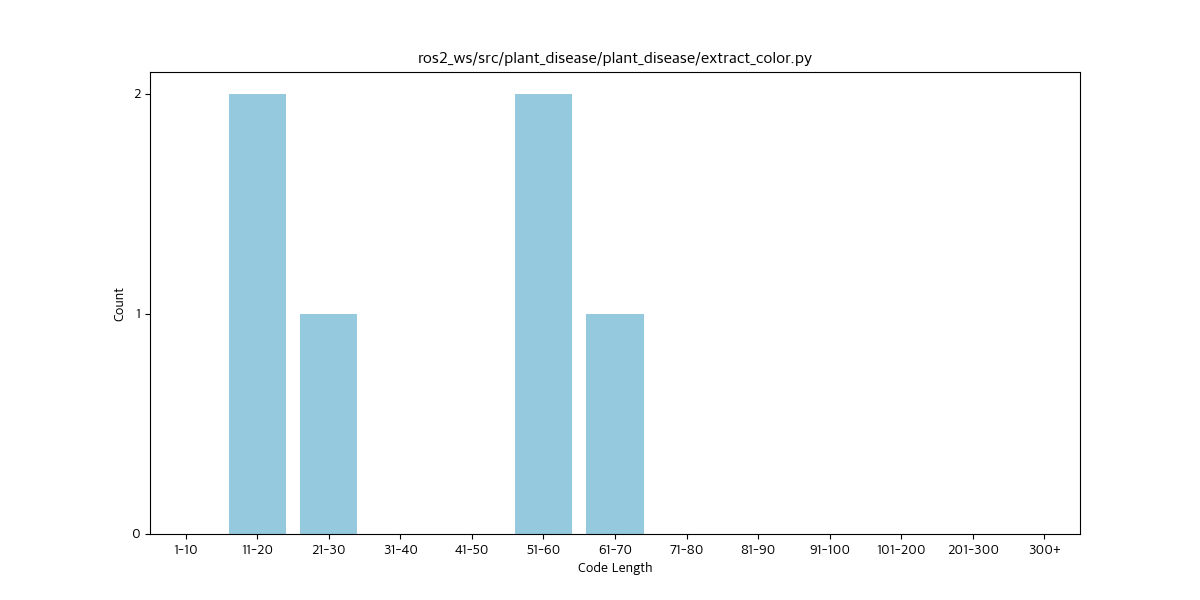 ros2_ws/src/plant_disease/plant_disease/extract_color.py
2
1
0
Count
1-10 11-20 21-30 31-40 41-50 51-60 61-70 71-80 81-90 91-100 101-200 201-300 300+
Code Length